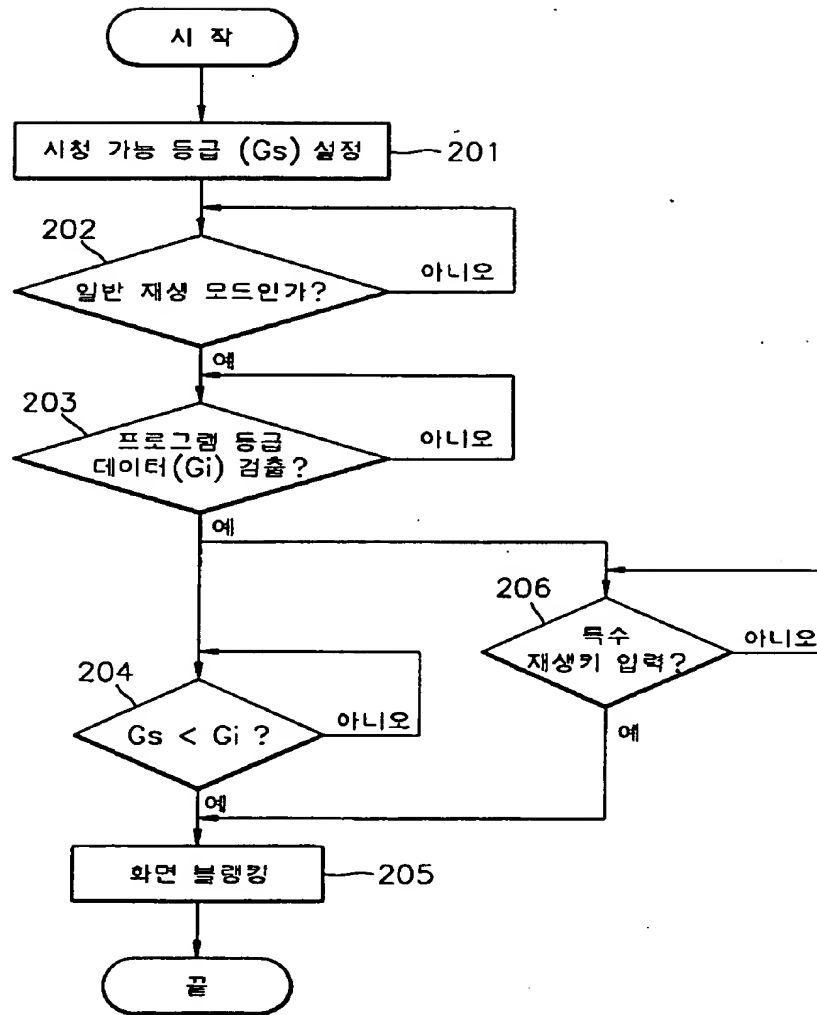 시 작
시청 가능 등급 (Gs) 설정
201
202
일반 재생 모드인가?
아니오
예
203
프로그램 등급
데이터(Gi) 검출?
아니오
예
206
특수
재생키 입력?
아니오
예
204
Gs < Gi ?
아니오
예
화면 블랭킹
205
끝